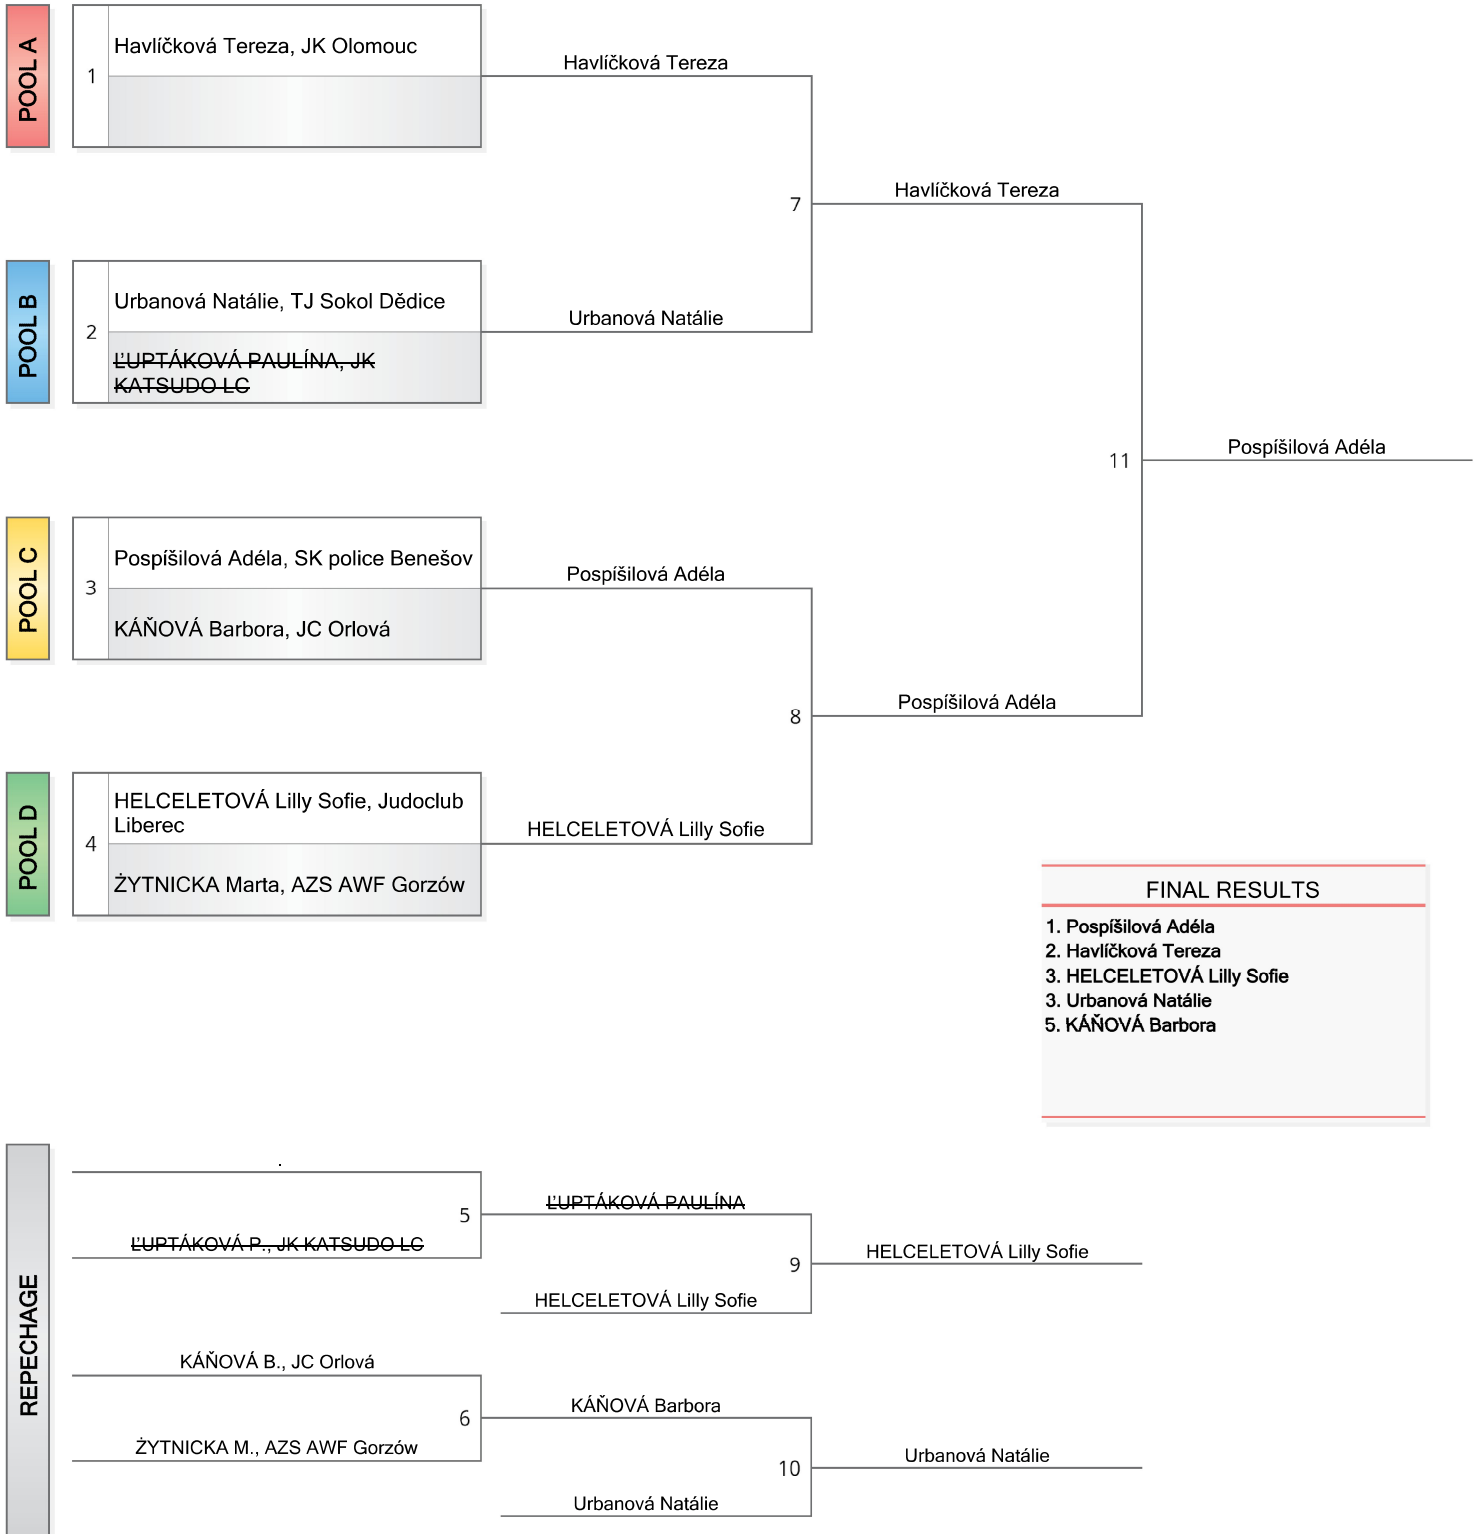 POOL A
1
Havlíčková Tereza, JK Olomouc
Havlíčková Tereza
7
Havlíčková Tereza
POOL B
2
Urbanová Natálie, TJ Sokol Dědice
ĽUPTÁKOVÁ PAULÍNA, JK
KATSUDO LC
Urbanová Natálie
11
Pospíšilová Adéla
POOL C
3
Pospíšilová Adéla, SK police Benešov
KÁŇOVÁ Barbora, JC Orlová
Pospíšilová Adéla
8
Pospíšilová Adéla
POOL D
4
HELCELETOVÁ Lilly Sofie, Judoclub
Liberec
ŻYTNICKA Marta, AZS AWF Gorzów
HELCELETOVÁ Lilly Sofie
FINAL RESULTS
1. Pospíšilová Adéla
2. Havlíčková Tereza
3. HELCELETOVÁ Lilly Sofie
3. Urbanová Natálie
5. KÁŇOVÁ Barbora
REPECHAGE
.
5
ĽUPTÁKOVÁ P., JK KATSUDO LC
ĽUPTÁKOVÁ PAULÍNA
9
HELCELETOVÁ Lilly Sofie
HELCELETOVÁ Lilly Sofie
KÁŇOVÁ B., JC Orlová
6
ŻYTNICKA M., AZS AWF Gorzów
KÁŇOVÁ Barbora
10
Urbanová Natálie
Urbanová Natálie